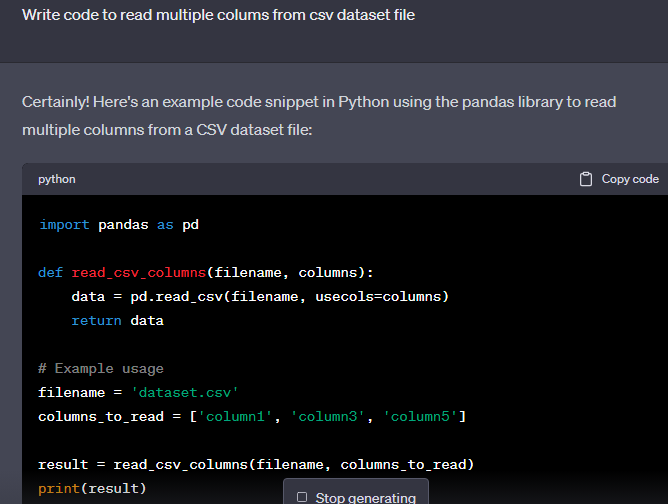 Write code to read multiple colums from csv dataset file
Certainly! Here's an example code snippet in Python using the pandas library to read
multiple columns from a CSV dataset file:
python
Copy code
import pandas as pd
def read_csv_columns(filename, columns):
    data = pd.read_csv(filename, usecols=columns)
    return data
# Example usage
filename = 'dataset.csv'
columns_to_read = ['column1', 'column3', 'column5']
result = read_csv_columns(filename, columns_to_read)
print(result)
Stop generating